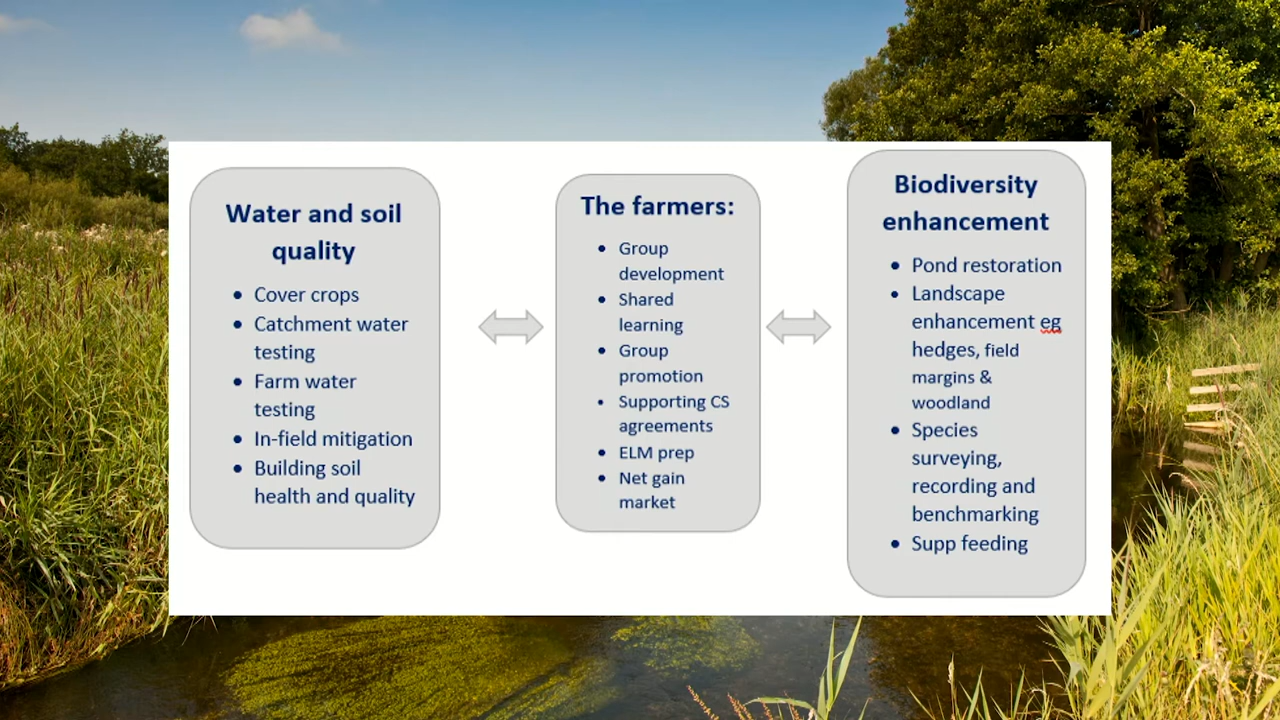 Water and soil
quality
• Cover crops
• Catchment water
testing
• Farm water
testing
• In-field mitigation
• Building soil
health and quality
The farmers:
• Group
development
• Shared
learning
• Group
promotion
• Supporting CS
agreements
• ELM prep
• Net gain
market
Biodiversity
enhancement
• Pond restoration
• Landscape
enhancement eg
hedges, field
margins &
woodland
• Species
surveying,
recording and
benchmarking
• Supp feeding